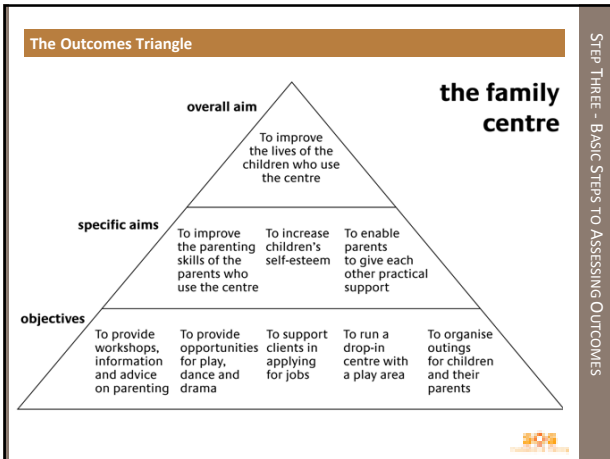 The Outcomes Triangle
the family
centre
overall aim
To improve
the lives of the
children who use
the centre
specific aims
To improve
the parenting
skills of the
parents who
use the centre
To increase
children's
self-esteem
To enable
parents
to give each
other practical
support
objectives
To provide
workshops,
information
and advice
on parenting
To provide
opportunities
for play,
dance and
drama
To support
clients in
applying
for jobs
To run a
drop-in
centre with
a play area
To organise
outings
for children
and their
parents
STEP THREE - BASIC STEPS TO ASSESSING OUTCOMES